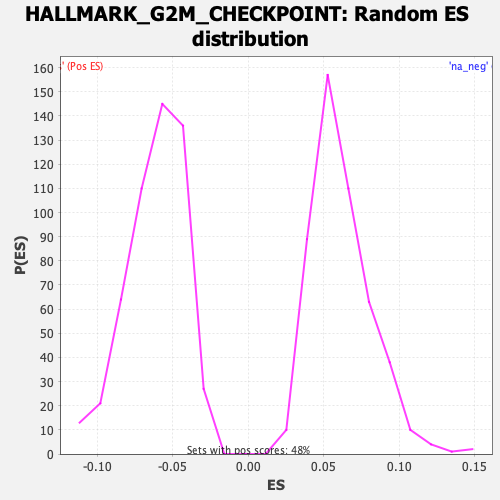 HALLMARK_G2M_CHECKPOINT: Random ES
distribution
' (Pos ES)
'na_neg'
160
150
140
130
120
110
100
90
80
70
60
50
40
30
20
10
0
P(ES)
Sets with pos scores: 48%
-0.10 -0.05 0.00 0.05 0.10 0.15
ES